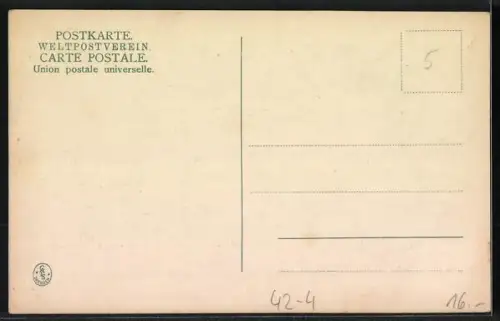 POSTKARTE.
WELTPOSTVEREIN.
CARTE POSTALE.
Union postale universelle.
5
42-4
16.-